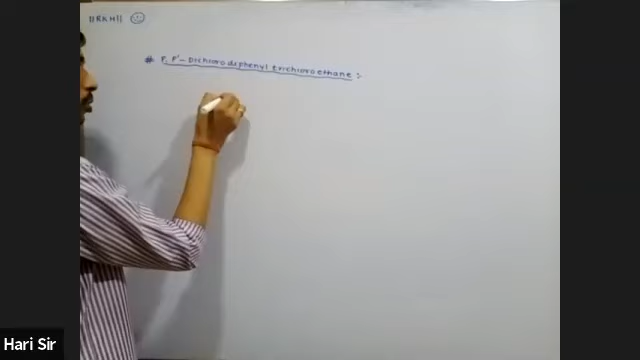 ||RKH|| ☺
# P, P' - Dichloro diphenyl trichloro ethane :-
Hari Sir